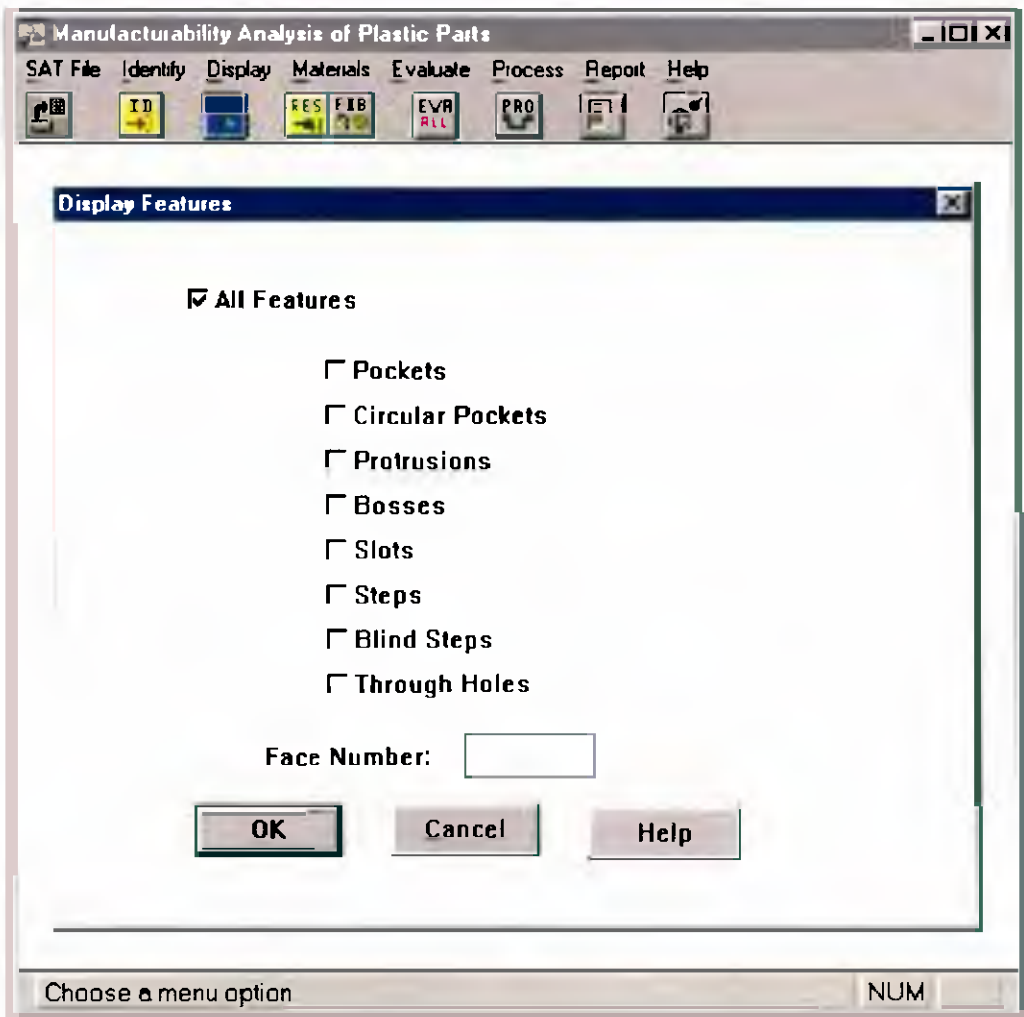 Manufacturability Analysis of Plastic Parts
SAT File Identify Display Materials Evaluate Process Report Help
ID RES FIB EVA PRO
ALL
Display Features
All Features
Pockets
Circular Pockets
Protrusions
Bosses
Slots
Steps
Blind Steps
Through Holes
Face Number:
OK Cancel Help
Choose a menu option NUM